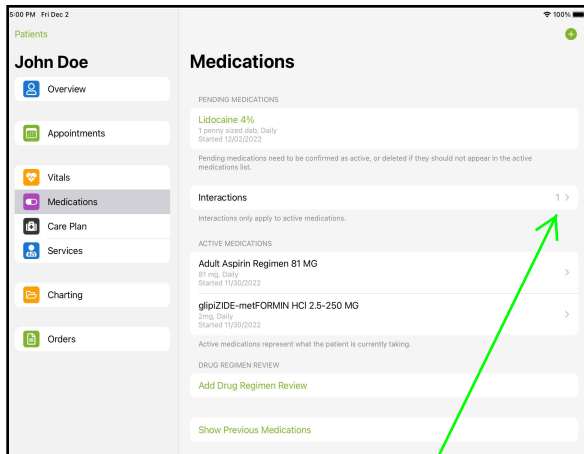 5:00 PM Fri Dec 2
100%
Patients
John Doe
Overview
Appointments
Vitals
Medications
Care Plan
Services
Charting
Orders
Medications
PENDING MEDICATIONS
Lidocaine 4%
1 penny sized dab, Daily
Started 12/02/2022
Pending medications need to be confirmed as active, or deleted if they should not appear in the active
medications list.
Interactions
1
Interactions only apply to active medications.
ACTIVE MEDICATIONS
Adult Aspirin Regimen 81 MG
81 mg, Daily
Started 11/30/2022
glipiZIDE-metFORMIN HCl 2.5-250 MG
2mg, Daily
Started 11/30/2022
Active medications represent what the patient is currently taking.
DRUG REGIMEN REVIEW
Add Drug Regimen Review
Show Previous Medications